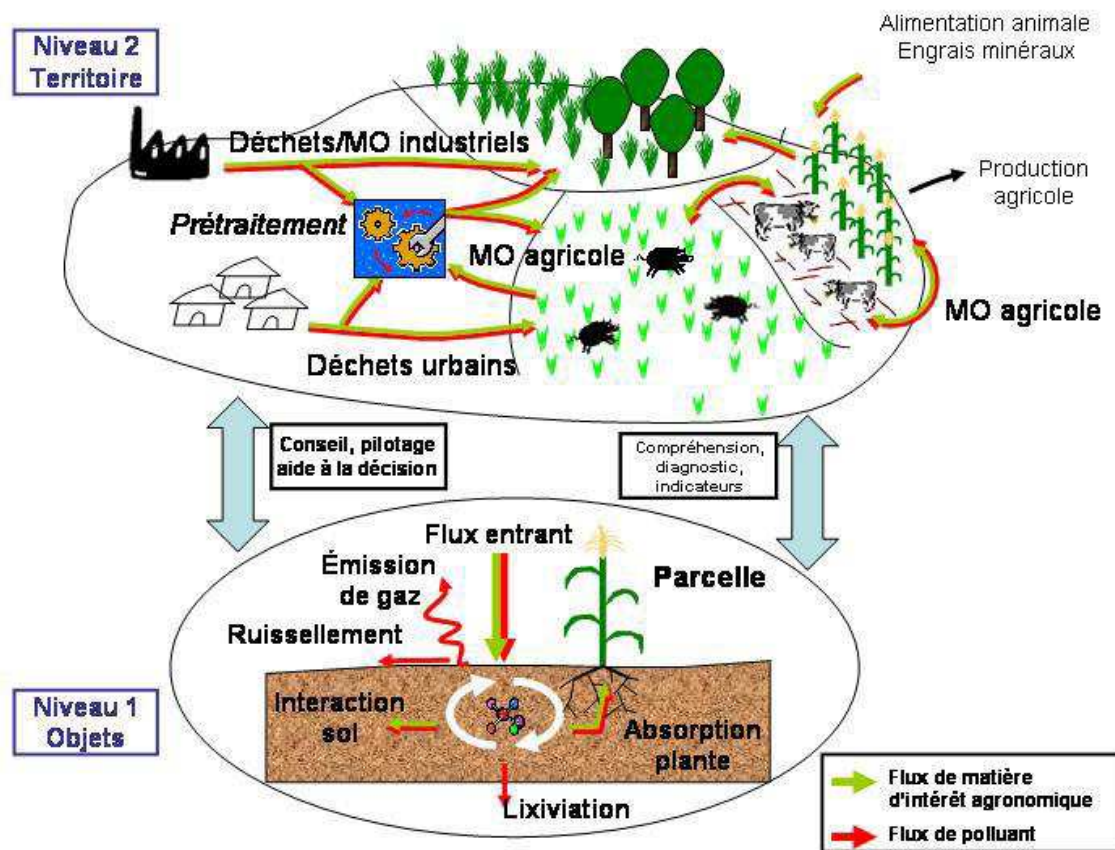 Niveau 2
Territoire
Alimentation animale
Engrais minéraux
Déchets/MO industriels
Production
agricole
Prétraitement
MO agricole
MO agricole
Déchets urbains
Conseil, pilotage
aide à la décision
Compréhension,
diagnostic,
indicateurs
Flux entrant
Émission
de gaz
Parcelle
Ruissellement
Niveau 1
Objets
Interaction
sol
Absorption
plante
Lixiviation
Flux de matière
d'intérêt agronomique
Flux de polluant